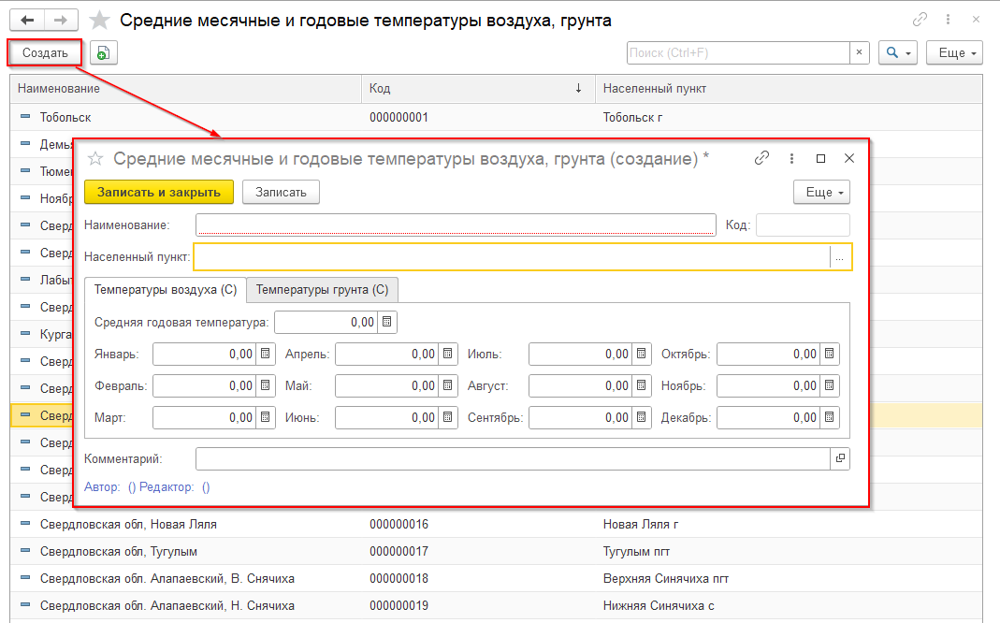 Средние месячные и годовые температуры воздуха, грунта
Создать
Поиск (Ctrl+F)
×
Еще
Наименование Код ↓ Населенный пункт
Тобольск 000000001 Тобольск г
Демья
Тюме
Ноябр
Сверд
Сверд
Лабыт
Сверд
Курга
Сверд
Сверд
Сверд
Сверд
Сверд
Сверд
Средние месячные и годовые температуры воздуха, грунта (создание) *
Записать и закрыть Записать Еще
Наименование: Код:
Населенный пункт: ...
Температуры воздуха (С) Температуры грунта (С)
Средняя годовая температура: 0,00
Январь: 0,00 Апрель: 0,00 Июль: 0,00 Октябрь: 0,00
Февраль: 0,00 Май: 0,00 Август: 0,00 Ноябрь: 0,00
Март: 0,00 Июнь: 0,00 Сентябрь: 0,00 Декабрь: 0,00
Комментарий:
Автор: () Редактор: ()
Свердловская обл, Новая Ляля 000000016 Новая Ляля г
Свердловская обл, Тугулым 000000017 Тугулым пгт
Свердловская обл. Алапаевский, В. Снячиха 000000018 Верхняя Синячиха пгт
Свердловская обл. Алапаевский, Н. Снячиха 000000019 Нижняя Синячиха с